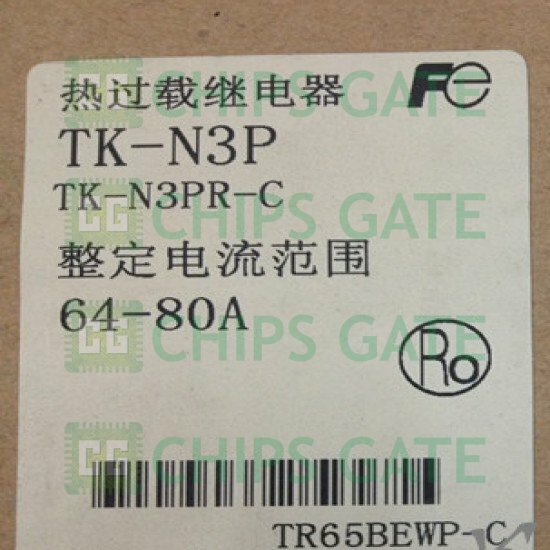 Fe
热过载继电器
TK-N3P
TK-N3PR-C
整定电流范围
64-80A
Ro
TR65BEWP-C
CHIPS GATE
CHIPS GATE
CHIPS GATE
CHIPS GATE